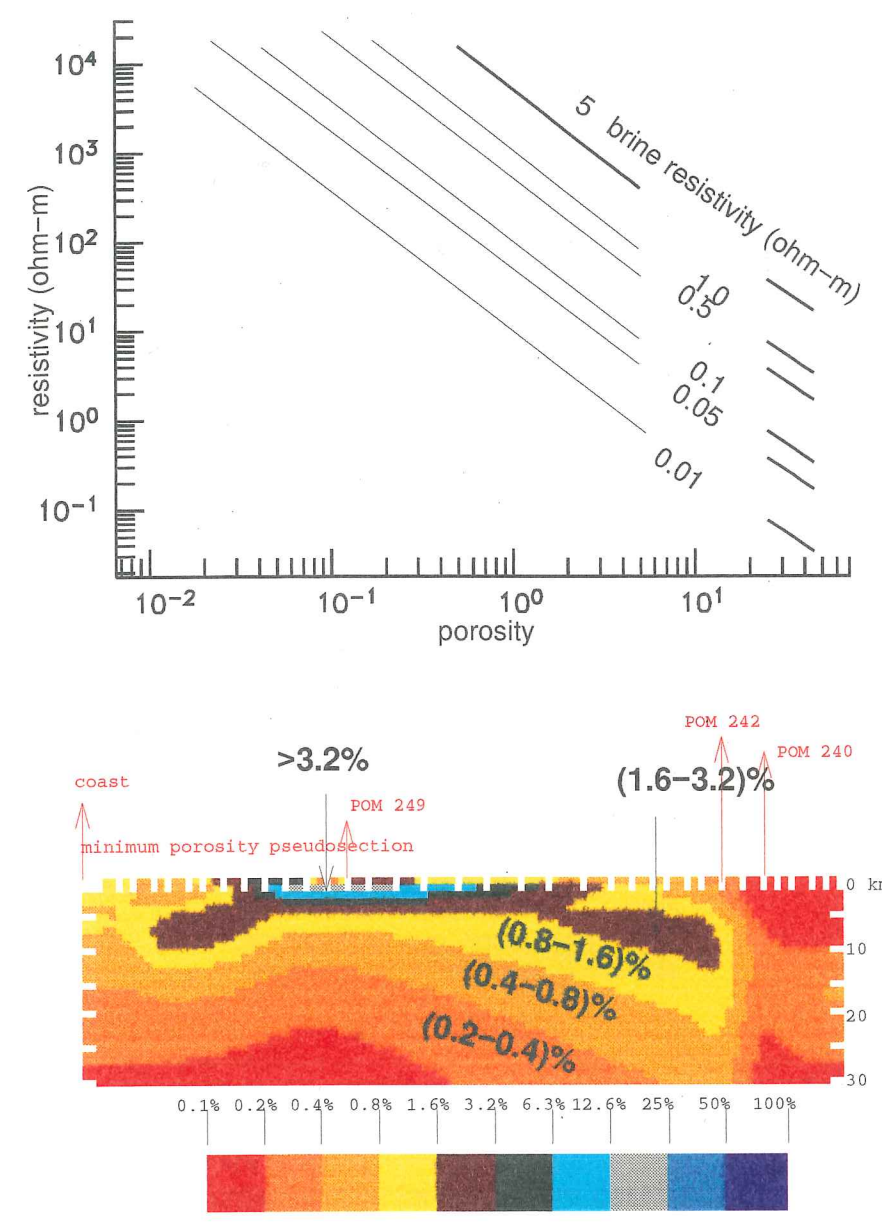 10⁴
5 brine resistivity (ohm–m)
10³
10²
1.0
0.5
10¹
0.1
0.05
10⁰
0.01
10⁻¹
resistivity (ohm–m)
10⁻² 10⁻¹ 10⁰ 10¹
porosity
POM 242
>3.2%
POM 240
coast
(1.6–3.2)%
POM 249
minimum porosity pseudosection
0 km
(0.8–1.6)%
10
(0.4–0.8)%
20
(0.2–0.4)%
30
0.1% 0.2% 0.4% 0.8% 1.6% 3.2% 6.3% 12.6% 25% 50% 100%